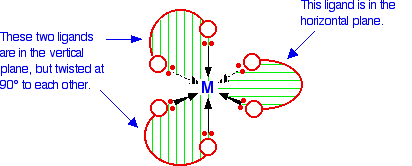 This ligand is in the
horizontal plane.
These two ligands
are in the vertical
plane, but twisted at
90° to each other.
M